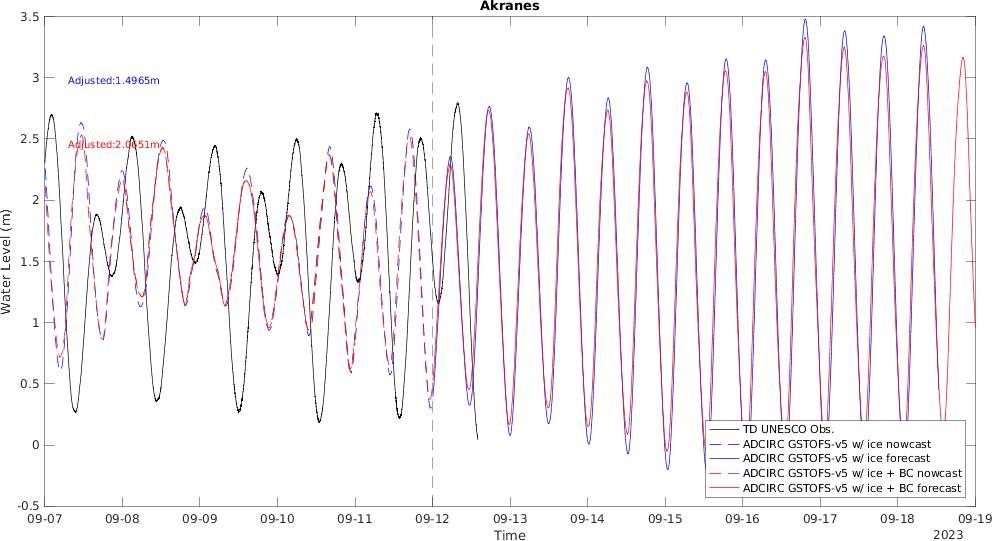 Akranes
3.5
3
2.5
2
1.5
1
0.5
0
-0.5
Water Level (m)
Adjusted:1.4965m
Adjusted:2.0651m
TD UNESCO Obs.
ADCIRC GSTOFS-v5 w/ ice nowcast
ADCIRC GSTOFS-v5 w/ ice forecast
ADCIRC GSTOFS-v5 w/ ice + BC nowcast
ADCIRC GSTOFS-v5 w/ ice + BC forecast
09-07 09-08 09-09 09-10 09-11 09-12 09-13 09-14 09-15 09-16 09-17 09-18 09-19
Time
2023